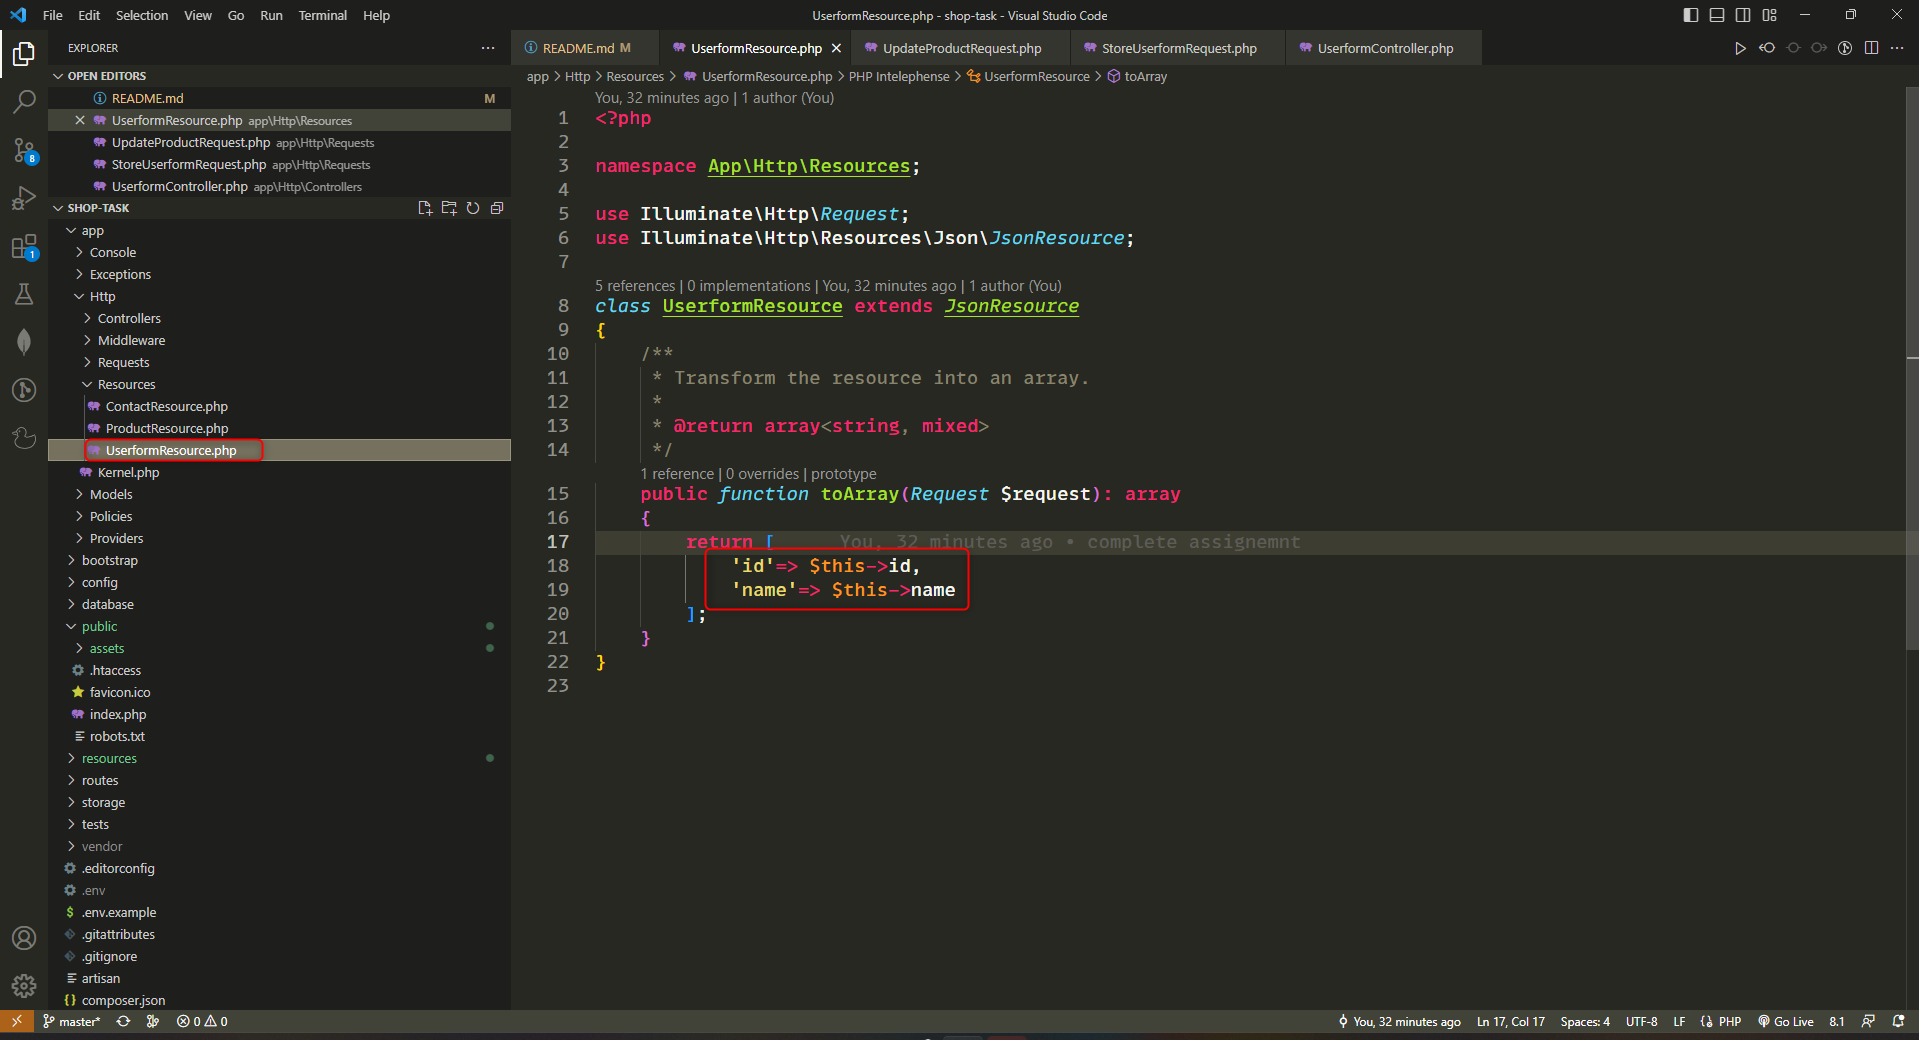 File Edit Selection View Go Run Terminal Help
UserformResource.php - shop-task - Visual Studio Code
EXPLORER
OPEN EDITORS
README.md M
UserformResource.php app\Http\Resources
UpdateProductRequest.php app\Http\Requests
StoreUserformRequest.php app\Http\Requests
UserformController.php app\Http\Controllers
SHOP-TASK
app
Console
Exceptions
Http
Controllers
Middleware
Requests
Resources
ContactResource.php
ProductResource.php
UserformResource.php
Kernel.php
Models
Policies
Providers
bootstrap
config
database
public
assets
.htaccess
favicon.ico
index.php
robots.txt
resources
routes
storage
tests
vendor
.editorconfig
.env
.env.example
.gitattributes
.gitignore
artisan
composer.json
8
1
README.md M UserformResource.php UpdateProductRequest.php StoreUserformRequest.php UserformController.php
app > Http > Resources > UserformResource.php > PHP Intelephense > UserformResource > toArray
You, 32 minutes ago | 1 author (You)
1 <?php
2
3 namespace App\Http\Resources;
4
5 use Illuminate\Http\Request;
6 use Illuminate\Http\Resources\Json\JsonResource;
7
5 references | 0 implementations | You, 32 minutes ago | 1 author (You)
8 class UserformResource extends JsonResource
9 {
10 /**
11 * Transform the resource into an array.
12 *
13 * @return array<string, mixed>
14 */
1 reference | 0 overrides | prototype
15 public function toArray(Request $request): array
16 {
17 return [ You, 32 minutes ago • complete assignemnt
18 'id'=> $this->id,
19 'name'=> $this->name
20 ];
21 }
22 }
23
master* 0 0 You, 32 minutes ago Ln 17, Col 17 Spaces: 4 UTF-8 LF PHP Go Live 8.1